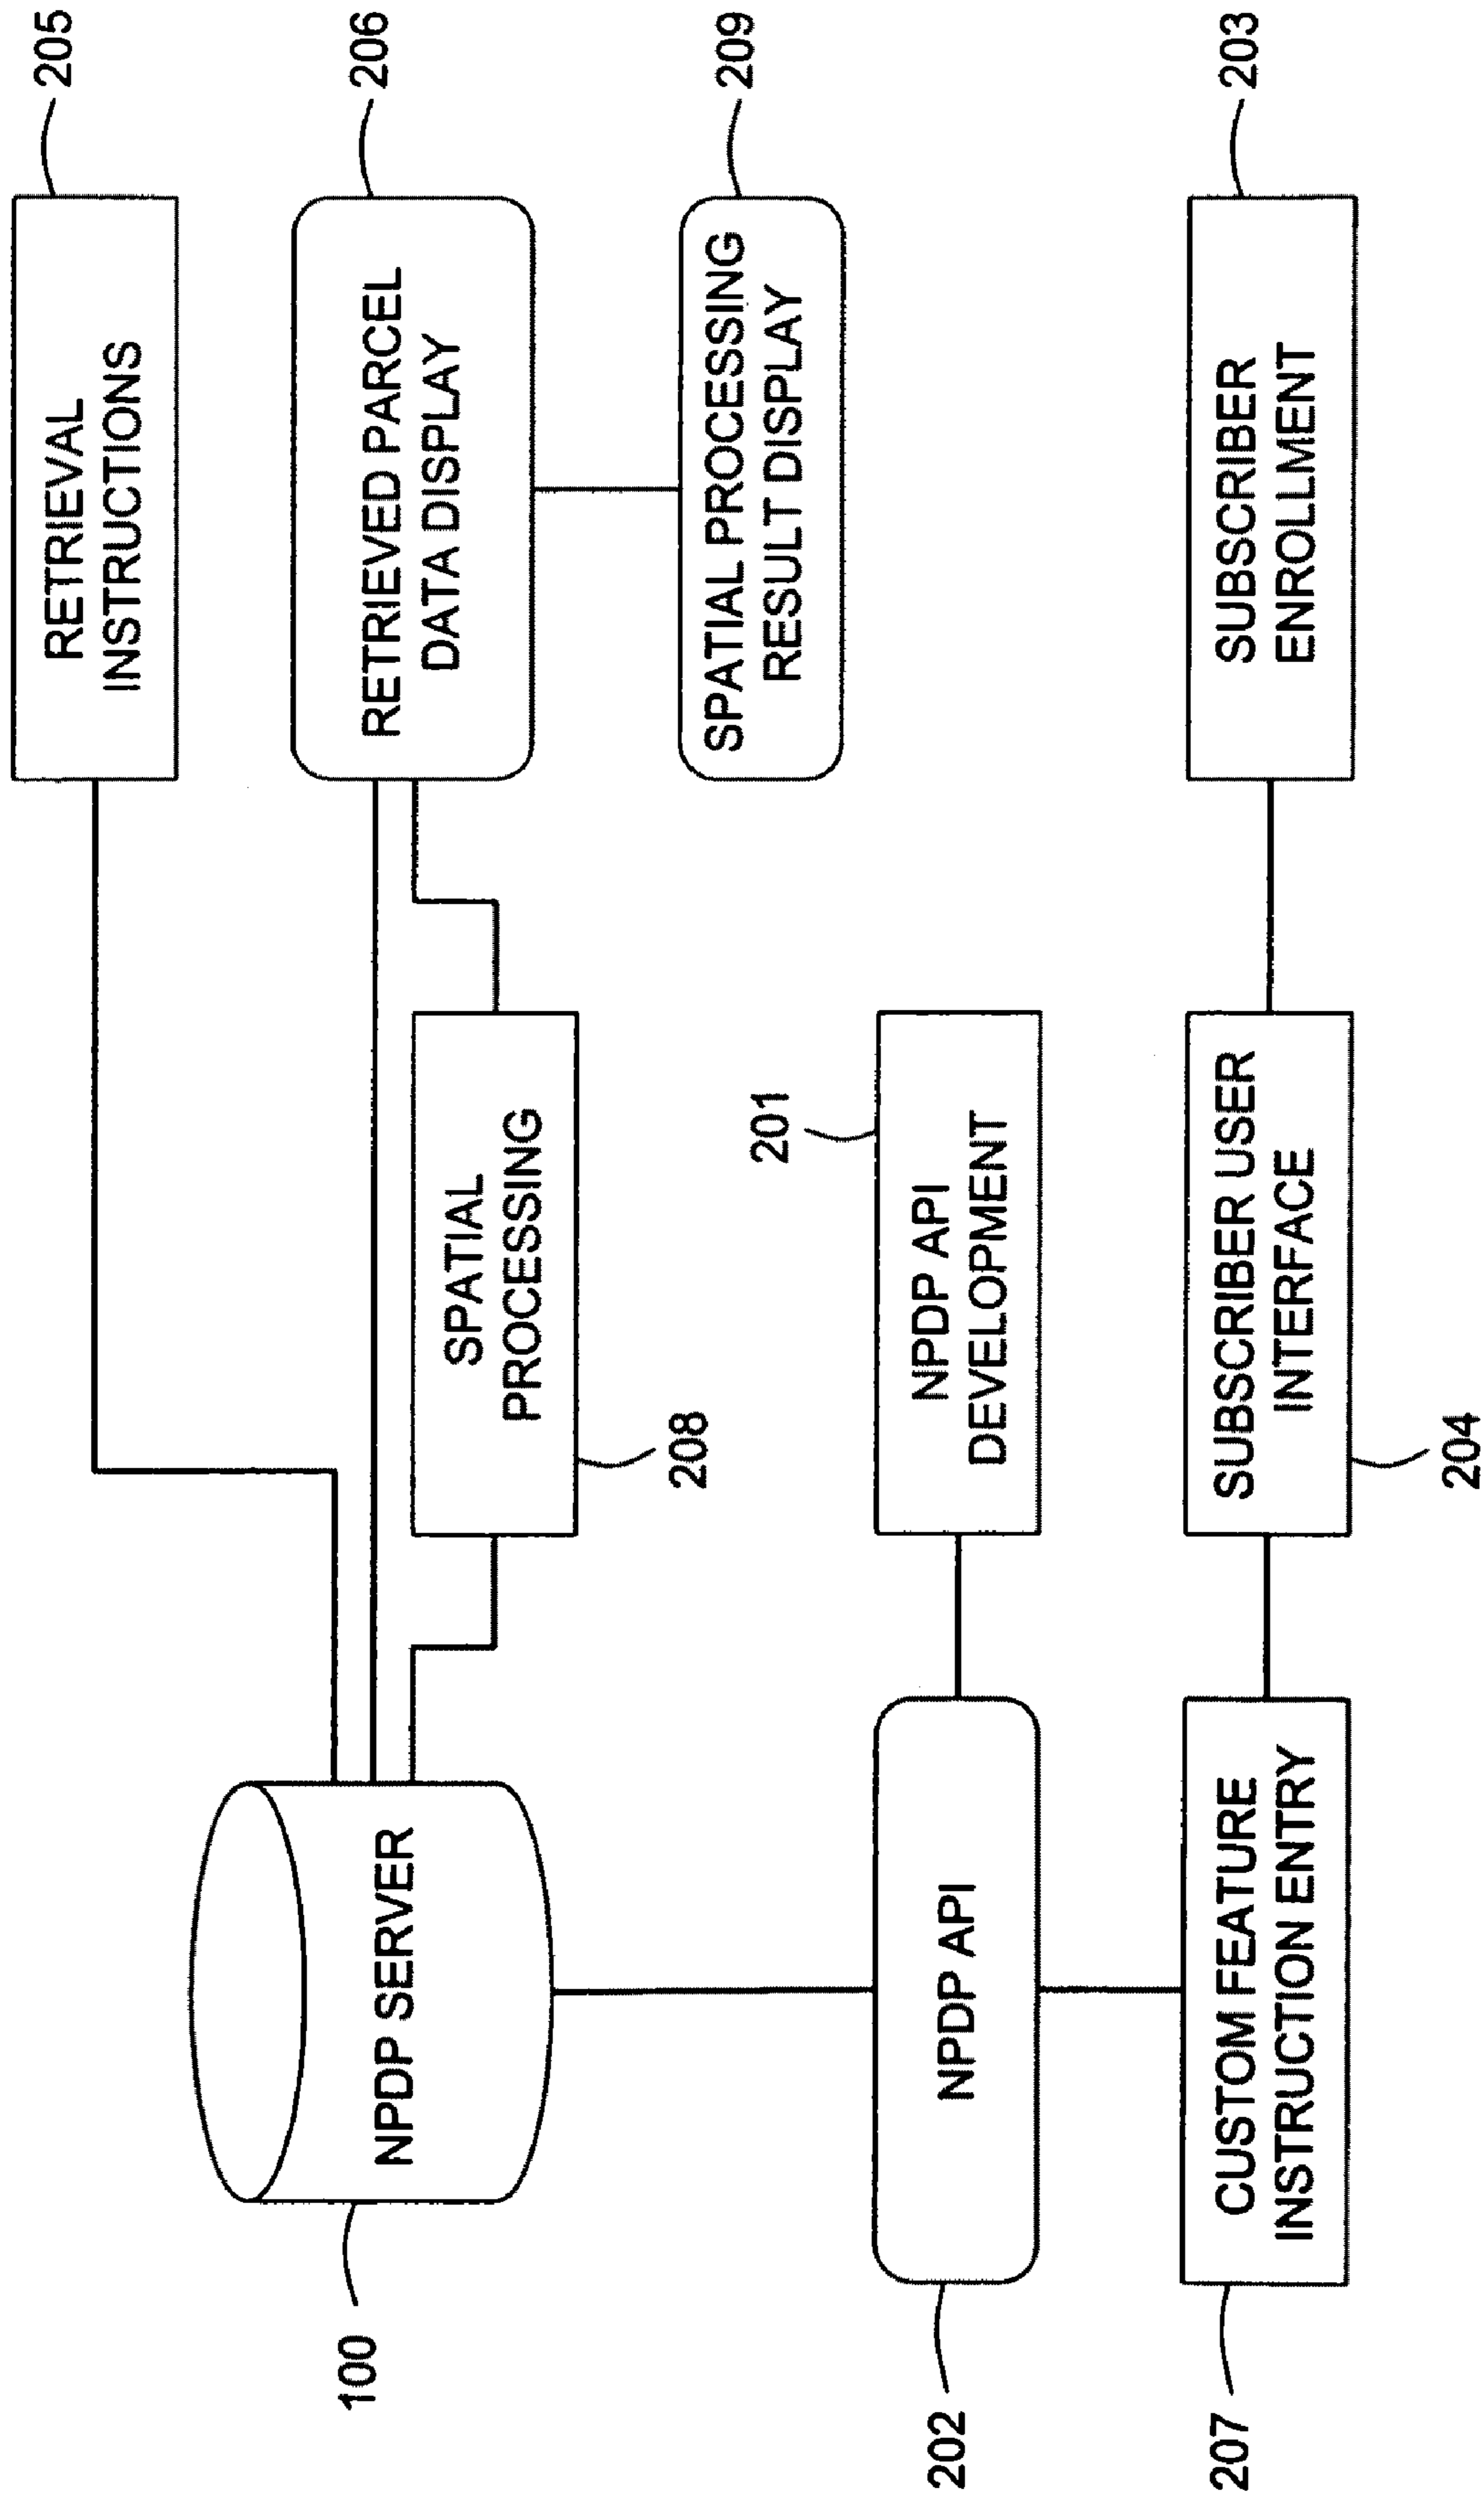 205
RETRIEVAL
INSTRUCTIONS
206
RETRIEVED PARCEL
DATA DISPLAY
209
SPATIAL PROCESSING
RESULT DISPLAY
203
SUBSCRIBER
ENROLLMENT
SPATIAL
PROCESSING
208
201
NPDP API
DEVELOPMENT
SUBSCRIBER USER
INTERFACE
204
NPDP SERVER
100
NPDP API
202
CUSTOM FEATURE
INSTRUCTION ENTRY
207